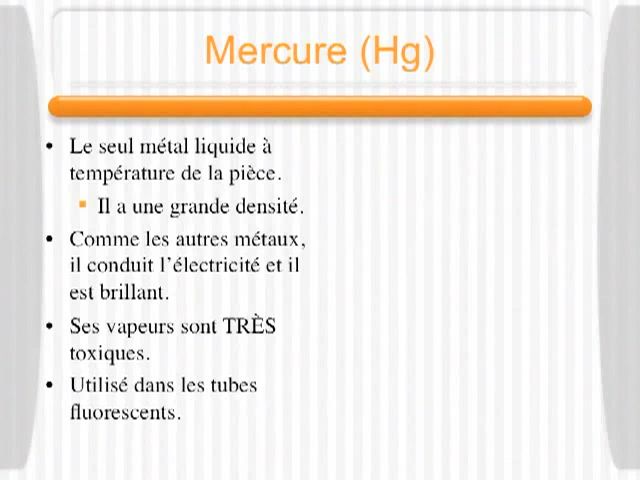 Mercure (Hg)
• Le seul métal liquide à
température de la pièce.
▪ Il a une grande densité.
• Comme les autres métaux,
il conduit l'électricité et il
est brillant.
• Ses vapeurs sont TRÈS
toxiques.
• Utilisé dans les tubes
fluorescents.